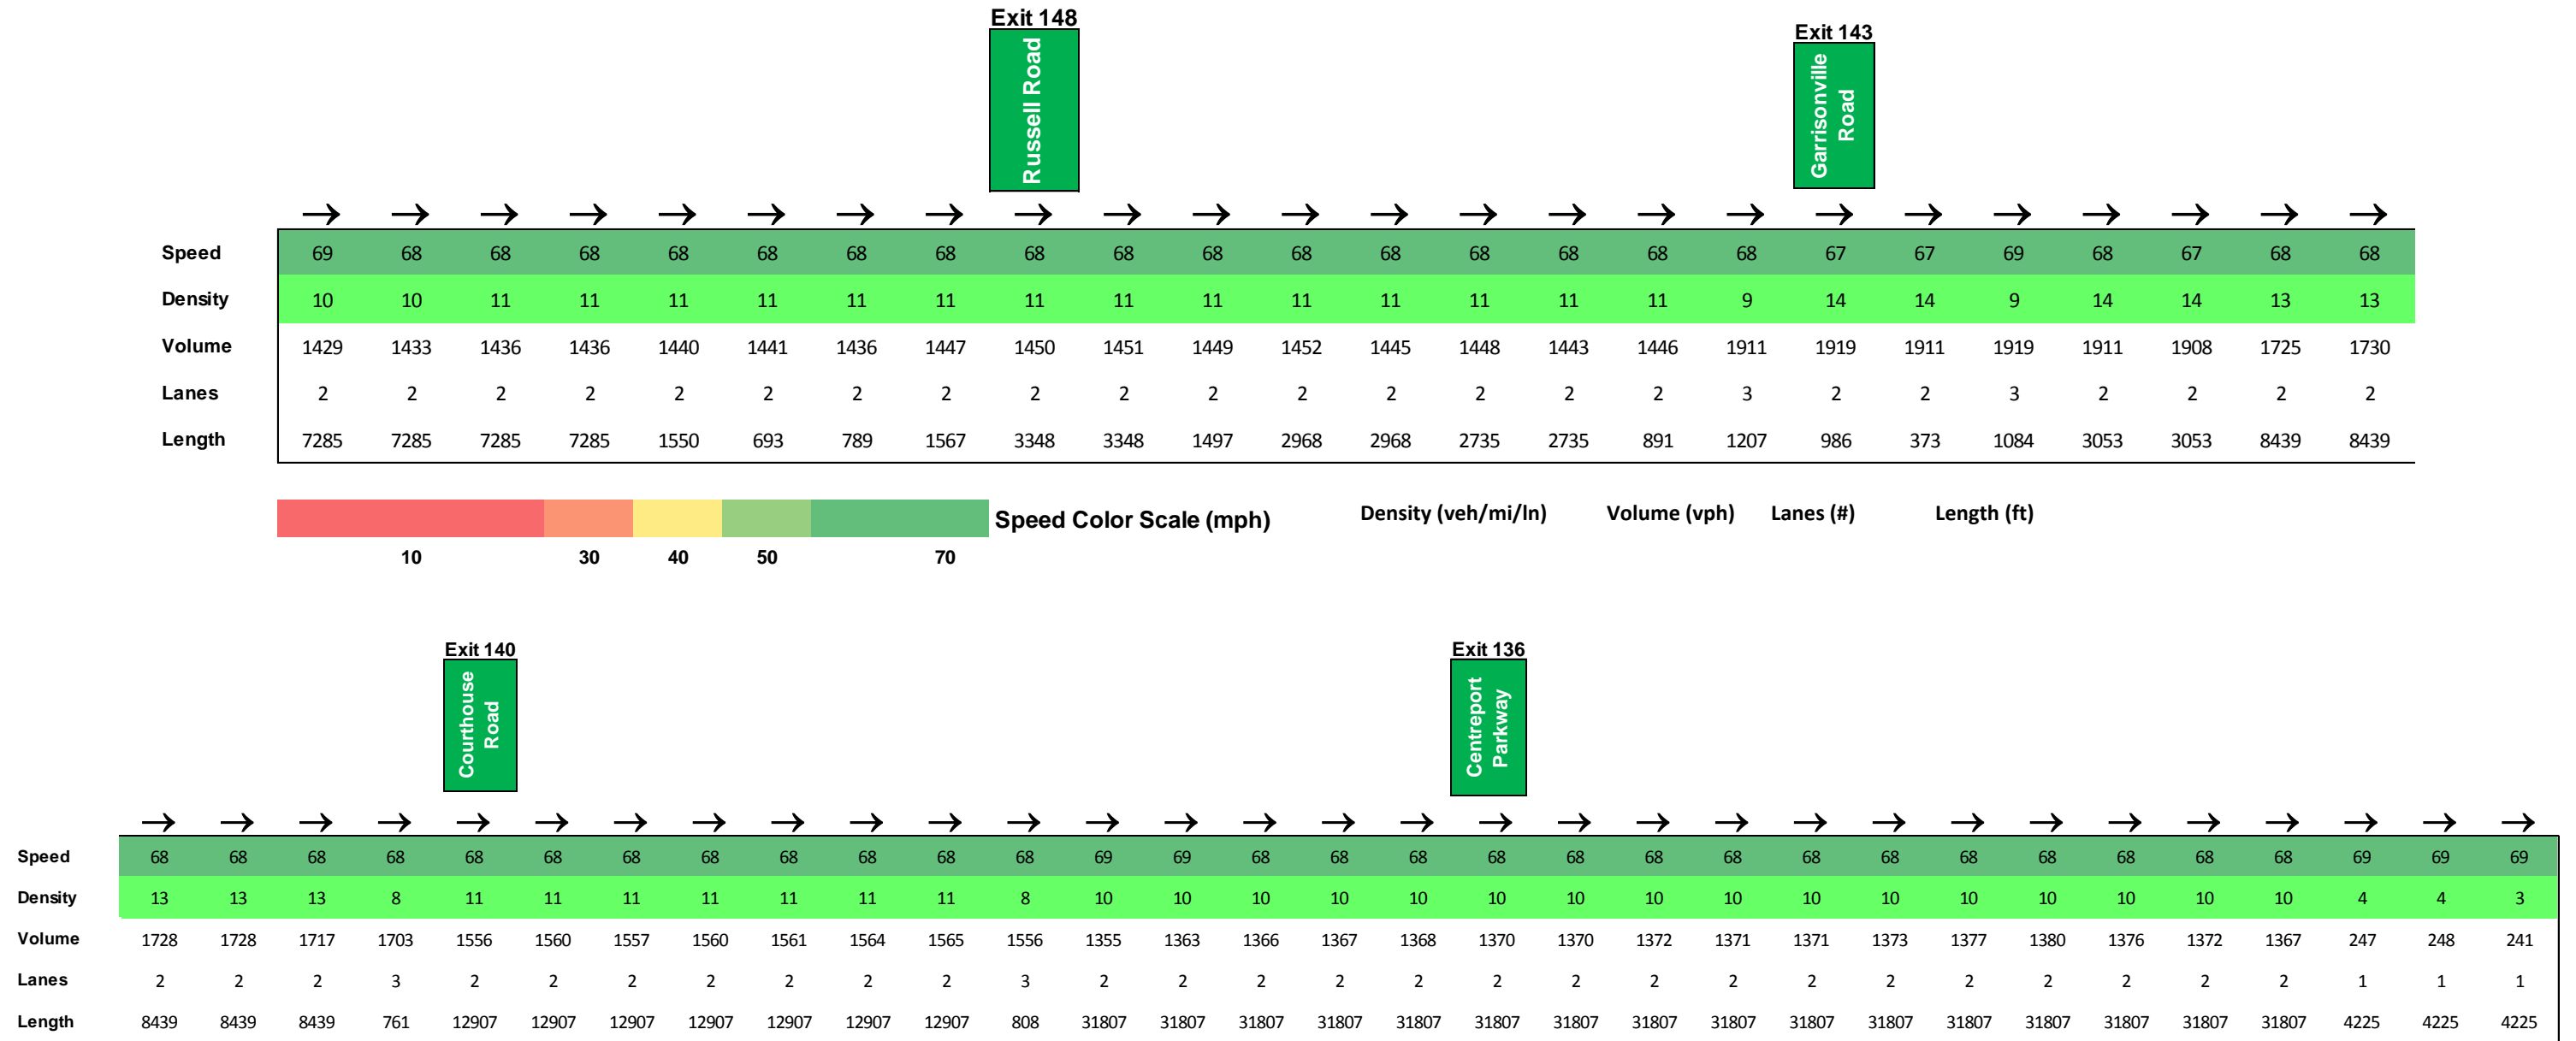 Exit 148
Russell Road
Exit 143
Garrisonville
Road
→ → → → → → → → → → → → → → → → → → → → → → → →
Speed 69 68 68 68 68 68 68 68 68 68 68 68 68 68 68 68 68 67 67 69 68 67 68 68
Density 10 10 11 11 11 11 11 11 11 11 11 11 11 11 11 11 9 14 14 9 14 14 13 13
Volume 1429 1433 1436 1436 1440 1441 1436 1447 1450 1451 1449 1452 1445 1448 1443 1446 1911 1919 1911 1919 1911 1908 1725 1730
Lanes 2 2 2 2 2 2 2 2 2 2 2 2 2 2 2 2 3 2 2 3 2 2 2 2
Length 7285 7285 7285 7285 1550 693 789 1567 3348 3348 1497 2968 2968 2735 2735 891 1207 986 373 1084 3053 3053 8439 8439
Speed Color Scale (mph) Density (veh/mi/ln) Volume (vph) Lanes (#) Length (ft)
10 30 40 50 70
Exit 140
Courthouse
Road
Exit 136
Centreport
Parkway
→ → → → → → → → → → → → → → → → → → → → → → → → → → → → → → →
Speed 68 68 68 68 68 68 68 68 68 68 68 68 69 69 68 68 68 68 68 68 68 68 68 68 68 68 68 68 69 69 69
Density 13 13 13 8 11 11 11 11 11 11 11 8 10 10 10 10 10 10 10 10 10 10 10 10 10 10 10 10 4 4 3
Volume 1728 1728 1717 1703 1556 1560 1557 1560 1561 1564 1565 1556 1355 1363 1366 1367 1368 1370 1370 1372 1371 1371 1373 1377 1380 1376 1372 1367 247 248 241
Lanes 2 2 2 3 2 2 2 2 2 2 2 3 2 2 2 2 2 2 2 2 2 2 2 2 2 2 2 2 1 1 1
Length 8439 8439 8439 761 12907 12907 12907 12907 12907 12907 12907 808 31807 31807 31807 31807 31807 31807 31807 31807 31807 31807 31807 31807 31807 31807 31807 31807 4225 4225 4225